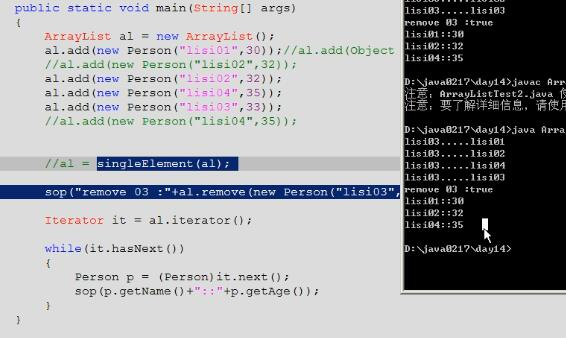 public static void main(String[] args)
{
ArrayList al = new ArrayList();
al.add(new Person("lisi01",30));//al.add(Object
//al.add(new Person("lisi02",32));
al.add(new Person("lisi02",32));
al.add(new Person("lisi04",35));
al.add(new Person("lisi03",33));
//al.add(new Person("lisi04",35));
//al = singleElement(al);
sop("remove 03 :"+al.remove(new Person("lisi03",
Iterator it = al.iterator();
while(it.hasNext())
{
Person p = (Person)it.next();
sop(p.getName()+"::"+p.getAge());
}
}
lisi03.....lisi03
remove 03 :true
lisi01::30
lisi02::32
lisi04::35
D:\java0217\day14>javac Arra
注意：ArrayListTest2.java 使
注意：要了解详细信息，请使用
D:\java0217\day14>java Array
lisi03.....lisi01
lisi03.....lisi02
lisi03.....lisi04
lisi03.....lisi03
remove 03 :true
lisi01::30
lisi02::32
lisi04::35
D:\java0217\day14>